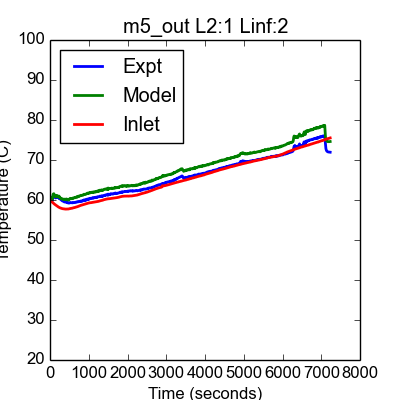 m5_out L2:1 Linf:2
100
90
80
70
60
50
40
30
20
Temperature (C)
Expt
Model
Inlet
0 1000 2000 3000 4000 5000 6000 7000 8000
Time (seconds)